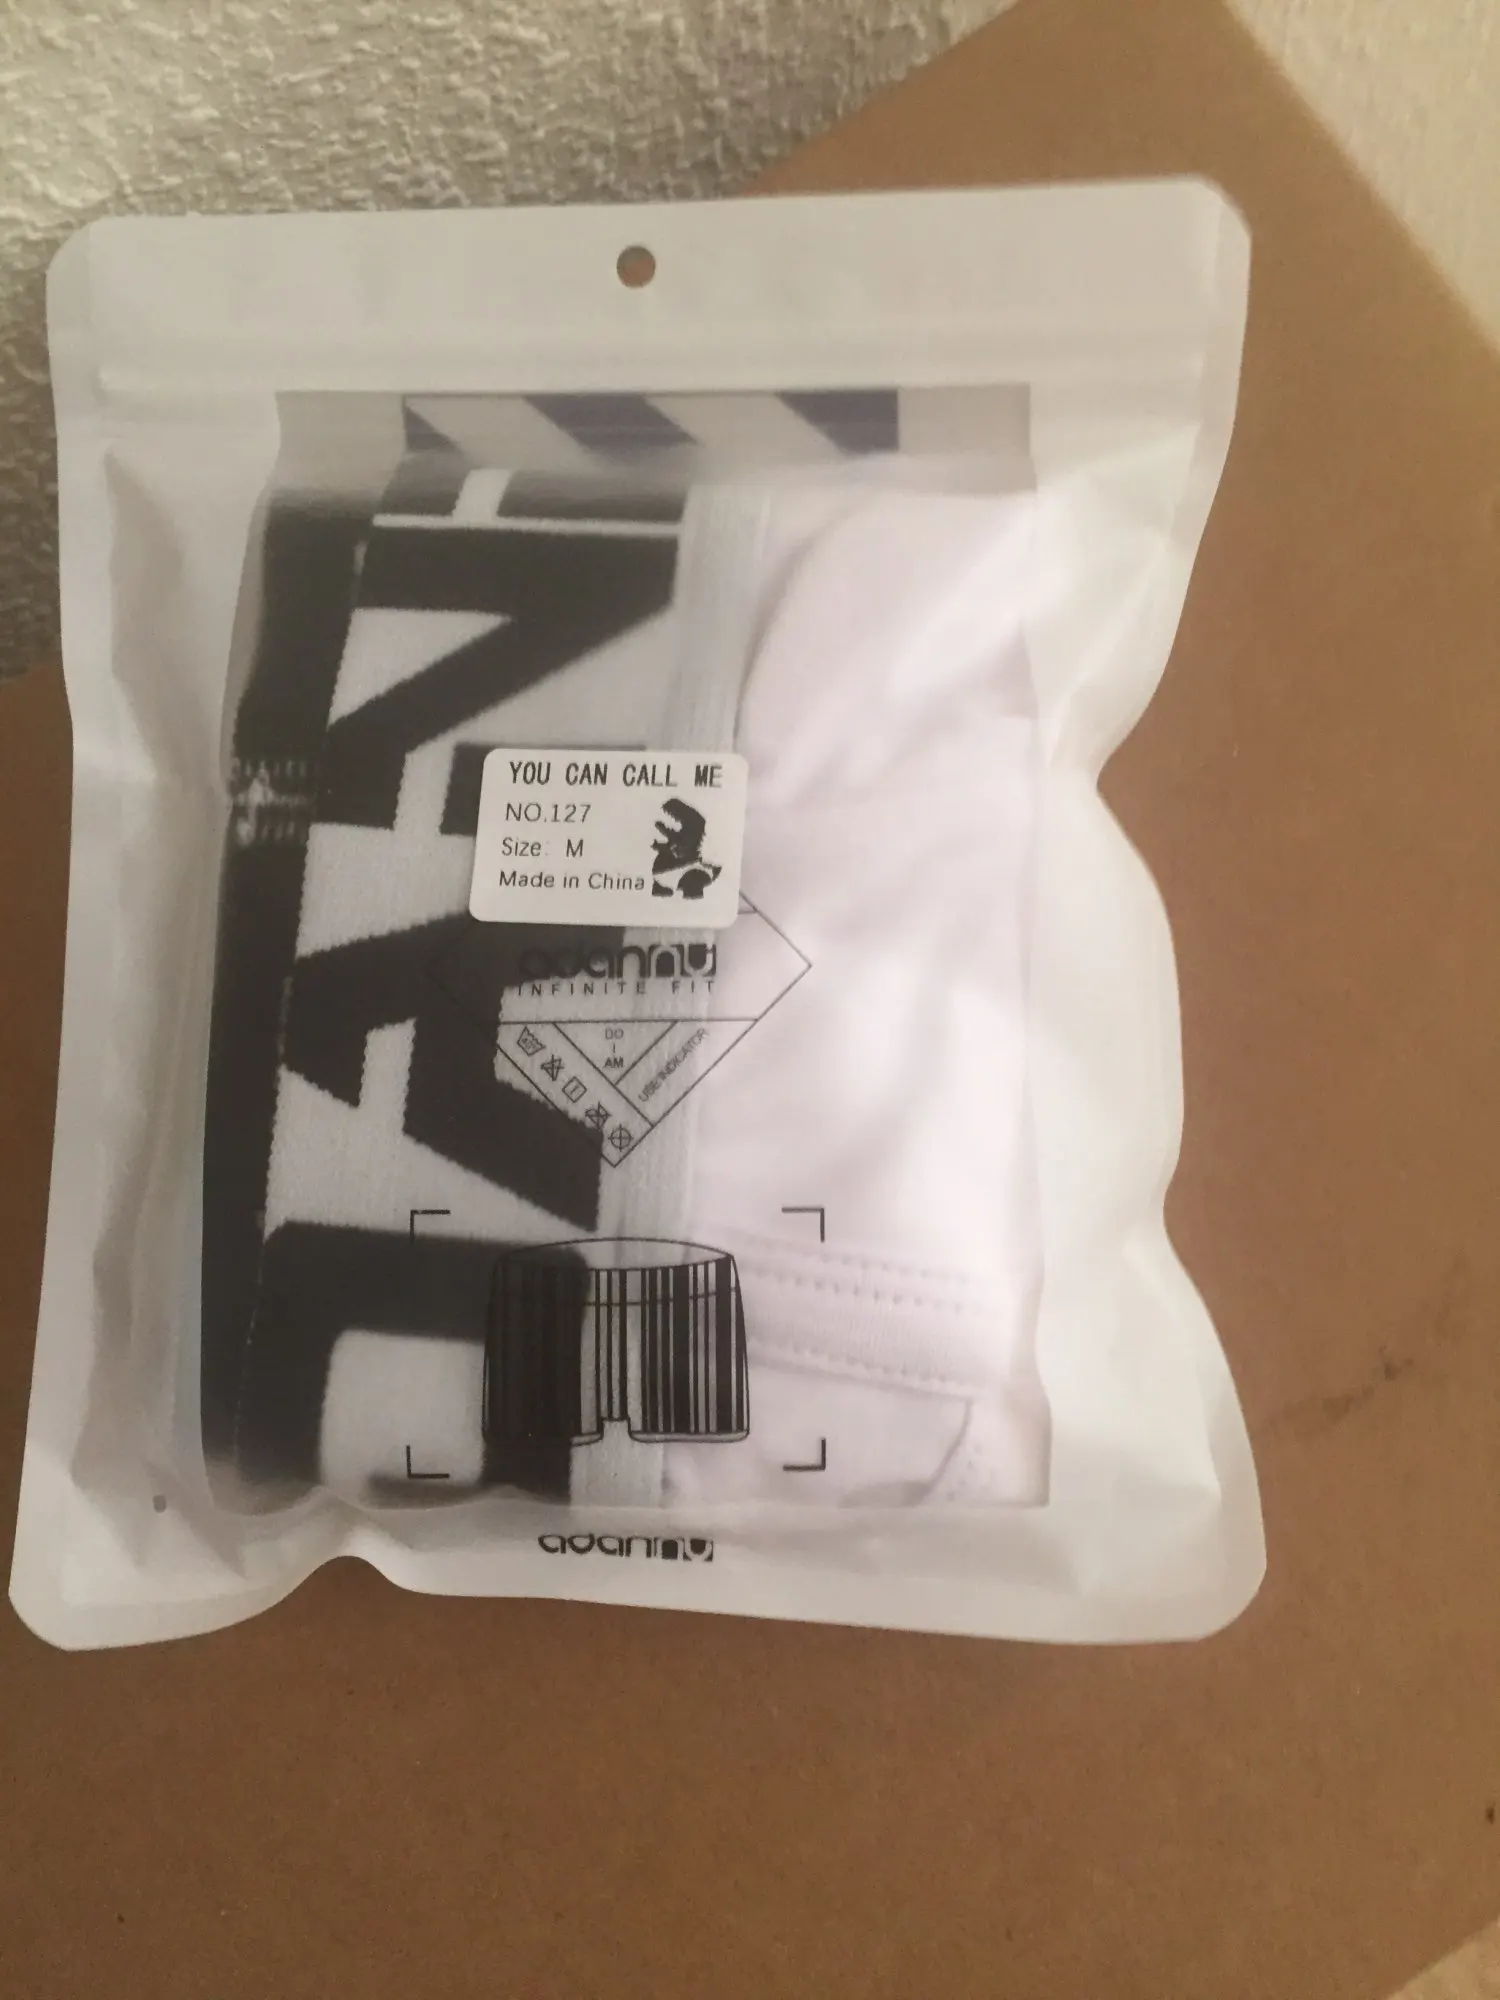 YOU CAN CALL ME
NO.127
Size: M
Made in China
adannu
INFINITE FIT
DO
I
AM
USE INDICATOR
adannu